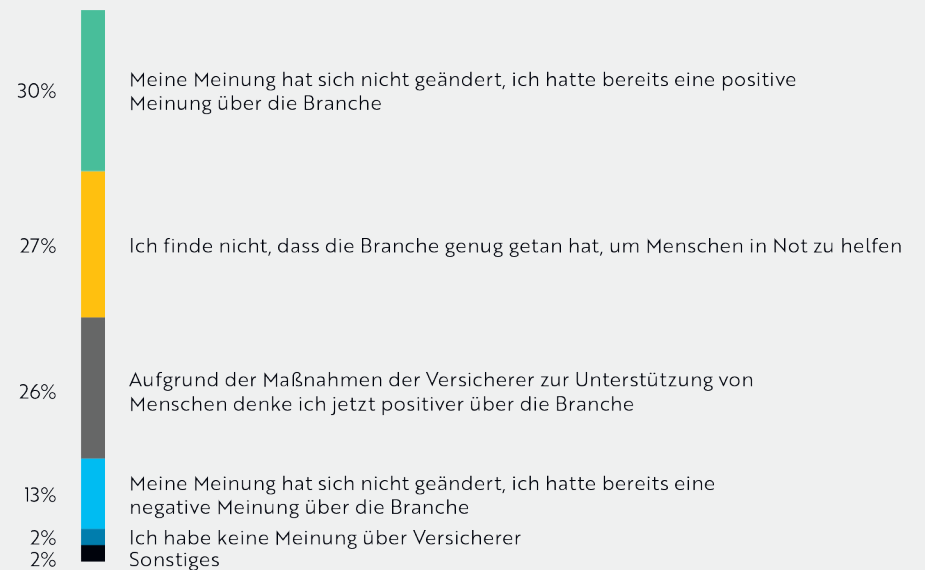 30%
Meine Meinung hat sich nicht geändert, ich hatte bereits eine positive
Meinung über die Branche
27%
Ich finde nicht, dass die Branche genug getan hat, um Menschen in Not zu helfen
26%
Aufgrund der Maßnahmen der Versicherer zur Unterstützung von
Menschen denke ich jetzt positiver über die Branche
13%
Meine Meinung hat sich nicht geändert, ich hatte bereits eine
negative Meinung über die Branche
2%
Ich habe keine Meinung über Versicherer
2%
Sonstiges